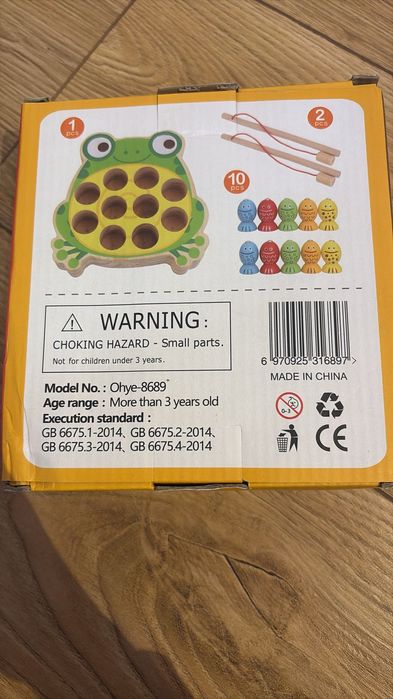 1
pcs
2
pcs
10
pcs
WARNING :
CHOKING HAZARD - Small parts.
Not for children under 3 years.
6 970925 316897 >
MADE IN CHINA
Model No. : Ohye-8689
Age range : More than 3 years old
Execution standard :
GB 6675.1-2014、GB 6675.2-2014、
GB 6675.3-2014、GB 6675.4-2014
0-3
CE